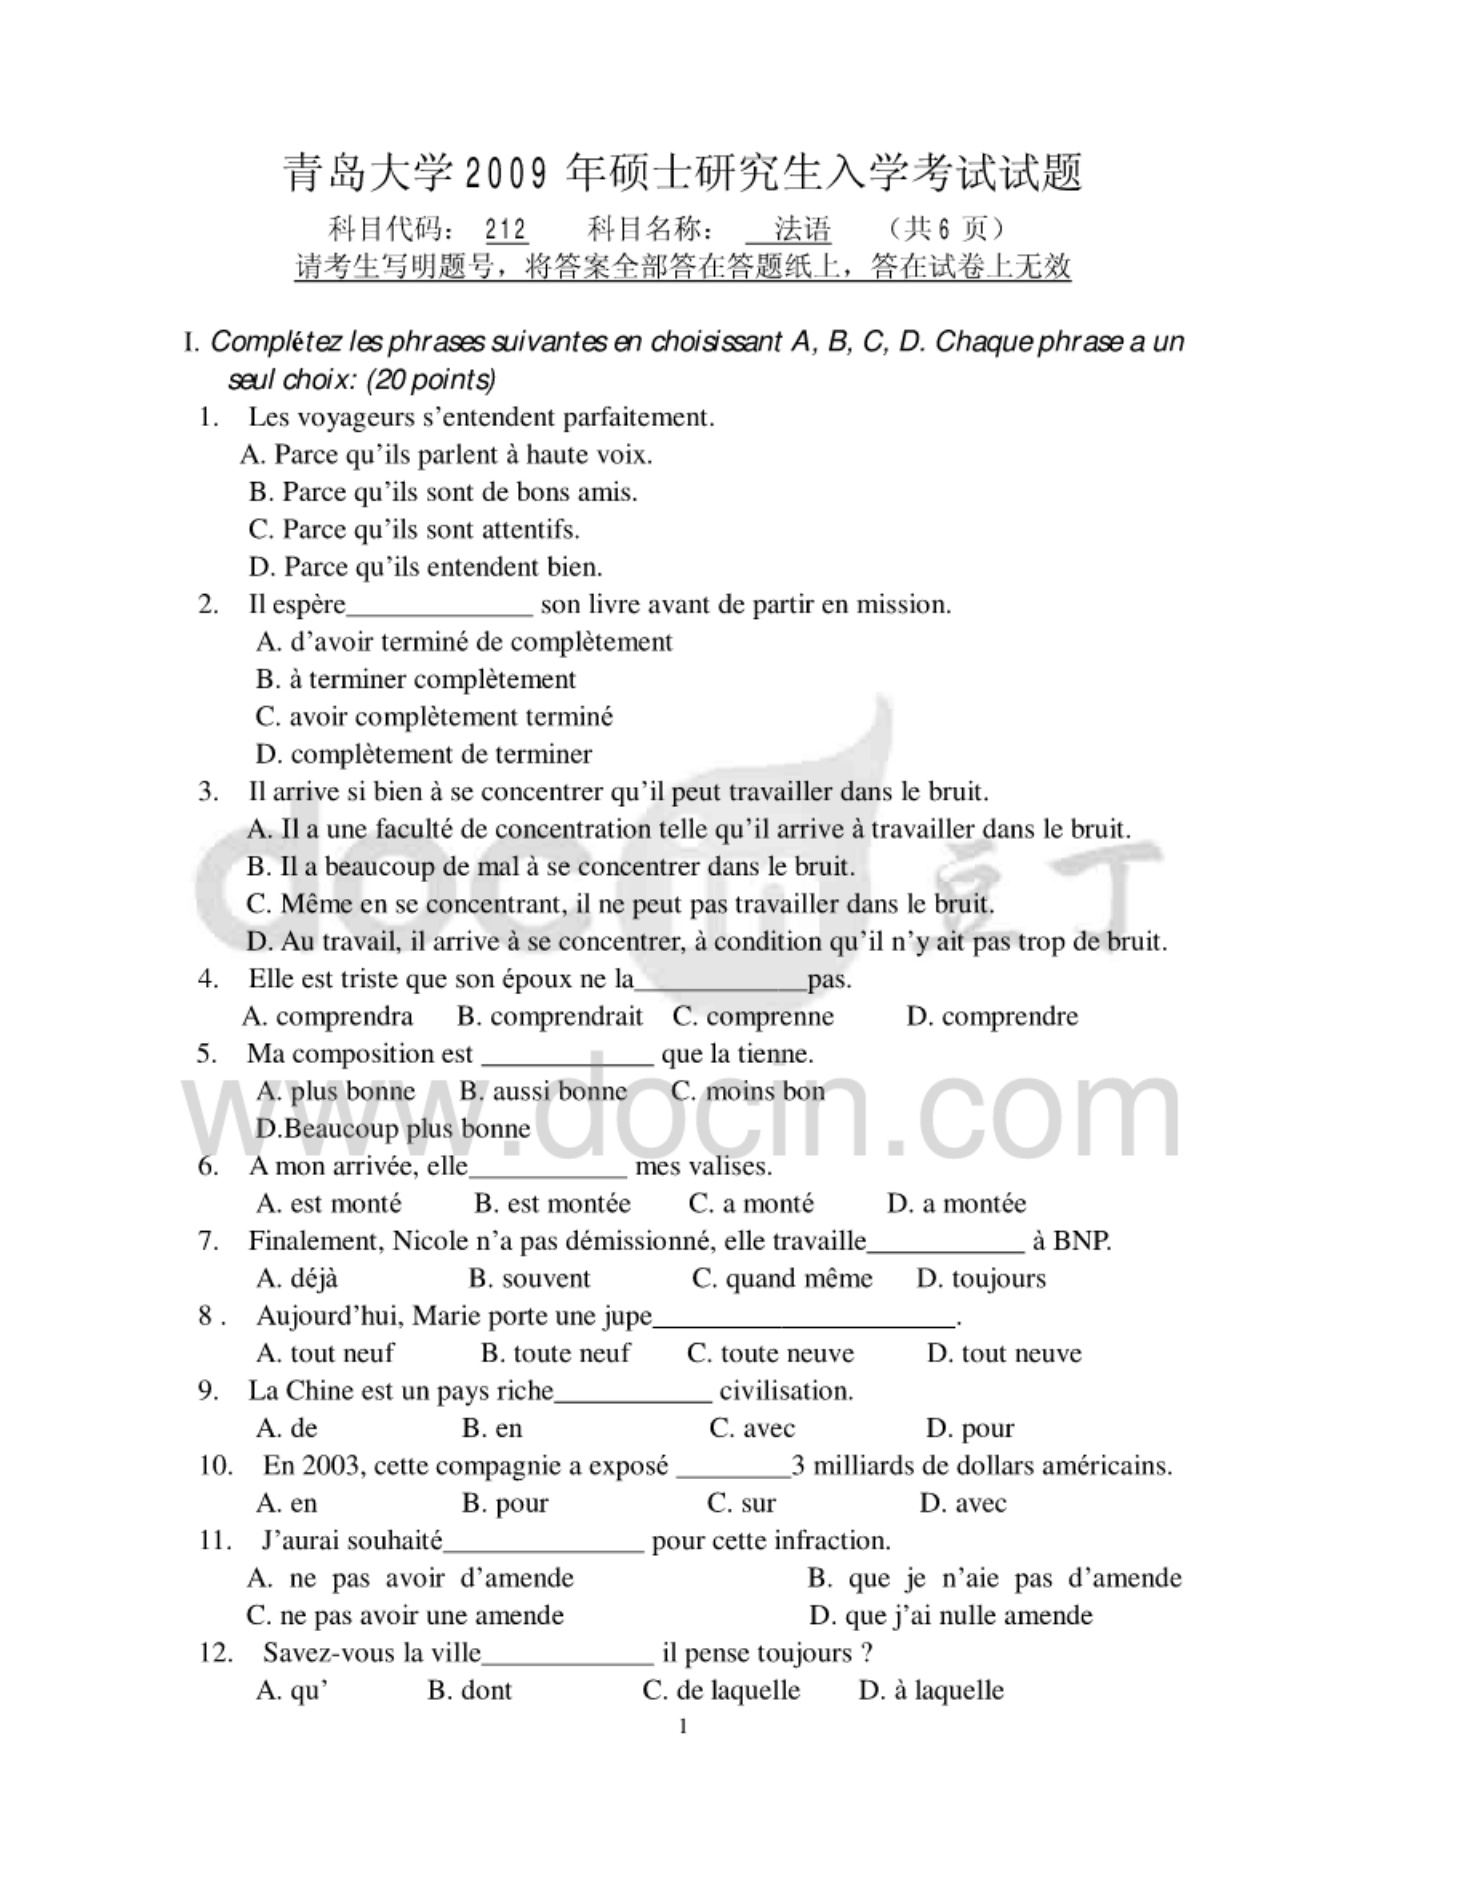 青岛大学2009 年硕士研究生入学考试试题
科目代码: 212 科目名称: 法语 (共6 页)
请考生写明题号，将答案全部答在答题纸上，答在试卷上无效
I. Complétez les phrases suivantes en choisissant A, B, C, D. Chaque phrase a un
seul choix: (20 points)
1. Les voyageurs s’entendent parfaitement.
A. Parce qu’ils parlent à haute voix.
B. Parce qu’ils sont de bons amis.
C. Parce qu’ils sont attentifs.
D. Parce qu’ils entendent bien.
2. Il espère_____________ son livre avant de partir en mission.
A. d’avoir terminé de complètement
B. à terminer complètement
C. avoir complètement terminé
D. complètement de terminer
3. Il arrive si bien à se concentrer qu’il peut travailler dans le bruit.
A. Il a une faculté de concentration telle qu’il arrive à travailler dans le bruit.
B. Il a beaucoup de mal à se concentrer dans le bruit.
C. Même en se concentrant, il ne peut pas travailler dans le bruit.
D. Au travail, il arrive à se concentrer, à condition qu’il n’y ait pas trop de bruit.
4. Elle est triste que son époux ne la____________pas.
A. comprendra B. comprendrait C. comprenne D. comprendre
5. Ma composition est ____________ que la tienne.
A. plus bonne B. aussi bonne C. moins bon
D.Beaucoup plus bonne
6. A mon arrivée, elle___________ mes valises.
A. est monté B. est montée C. a monté D. a montée
7. Finalement, Nicole n’a pas démissionné, elle travaille___________ à BNP.
A. déjà B. souvent C. quand même D. toujours
8 . Aujourd’hui, Marie porte une jupe_____________________.
A. tout neuf B. toute neuf C. toute neuve D. tout neuve
9. La Chine est un pays riche___________ civilisation.
A. de B. en C. avec D. pour
10. En 2003, cette compagnie a exposé ________3 milliards de dollars américains.
A. en B. pour C. sur D. avec
11. J’aurai souhaité______________ pour cette infraction.
A. ne pas avoir d’amende B. que je n’aie pas d’amende
C. ne pas avoir une amende D. que j’ai nulle amende
12. Savez-vous la ville____________ il pense toujours ?
A. qu’ B. dont C. de laquelle D. à laquelle
1
docin 豆丁
www.docin.com